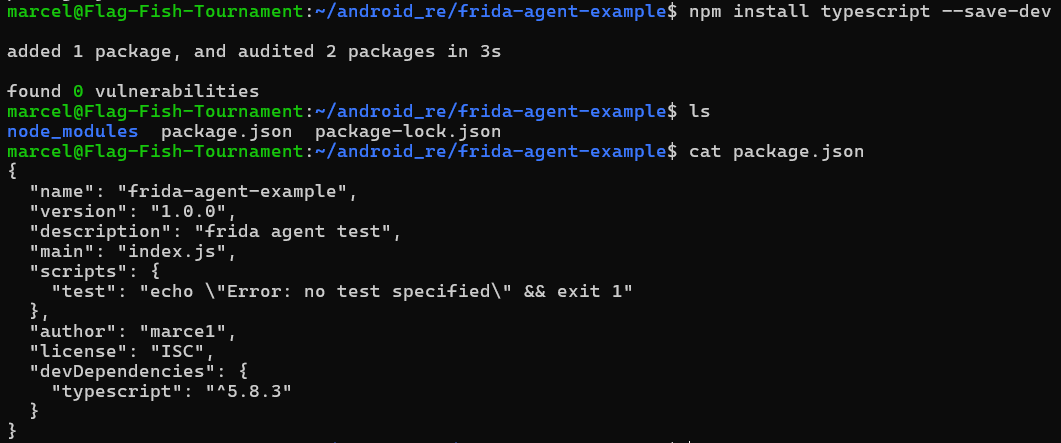 marcel@Flag-Fish-Tournament:~/android_re/frida-agent-example$ npm install typescript --save-dev
added 1 package, and audited 2 packages in 3s
found 0 vulnerabilities
marcel@Flag-Fish-Tournament:~/android_re/frida-agent-example$ ls
node_modules  package.json  package-lock.json
marcel@Flag-Fish-Tournament:~/android_re/frida-agent-example$ cat package.json
{
  "name": "frida-agent-example",
  "version": "1.0.0",
  "description": "frida agent test",
  "main": "index.js",
  "scripts": {
    "test": "echo \"Error: no test specified\" && exit 1"
  },
  "author": "marce1",
  "license": "ISC",
  "devDependencies": {
    "typescript": "^5.8.3"
  }
}